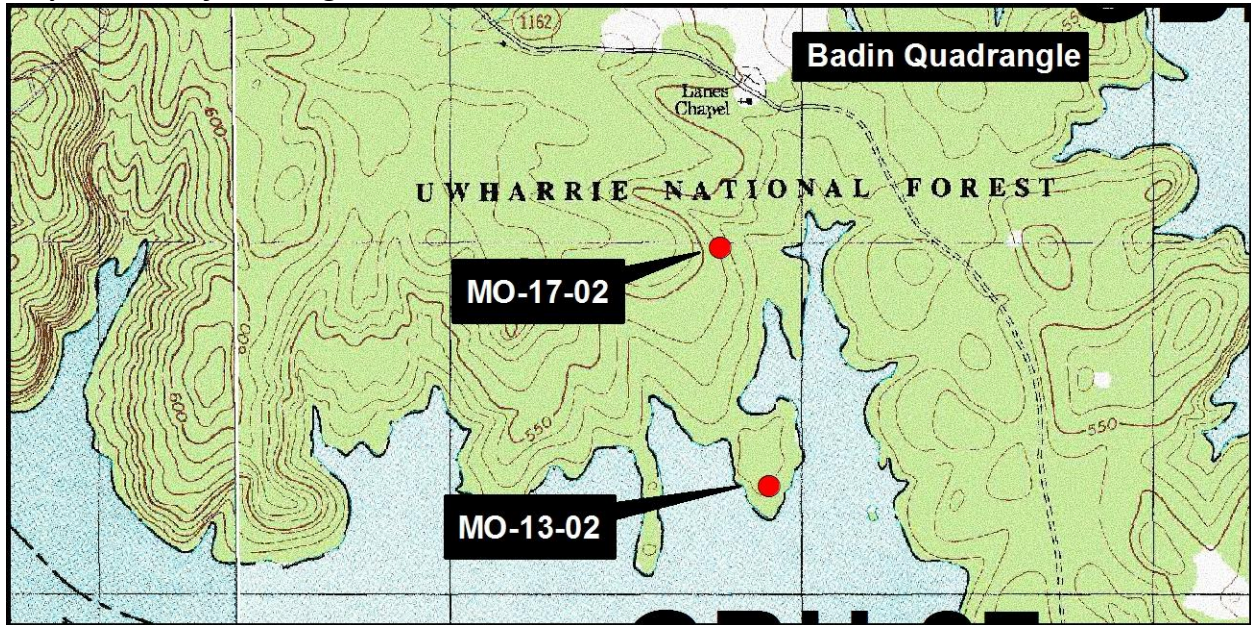 1162
Badin Quadrangle
Lanes
Chapel
600
UWHARRIE NATIONAL FOREST
MO-17-02
600
600
550
550
MO-13-02